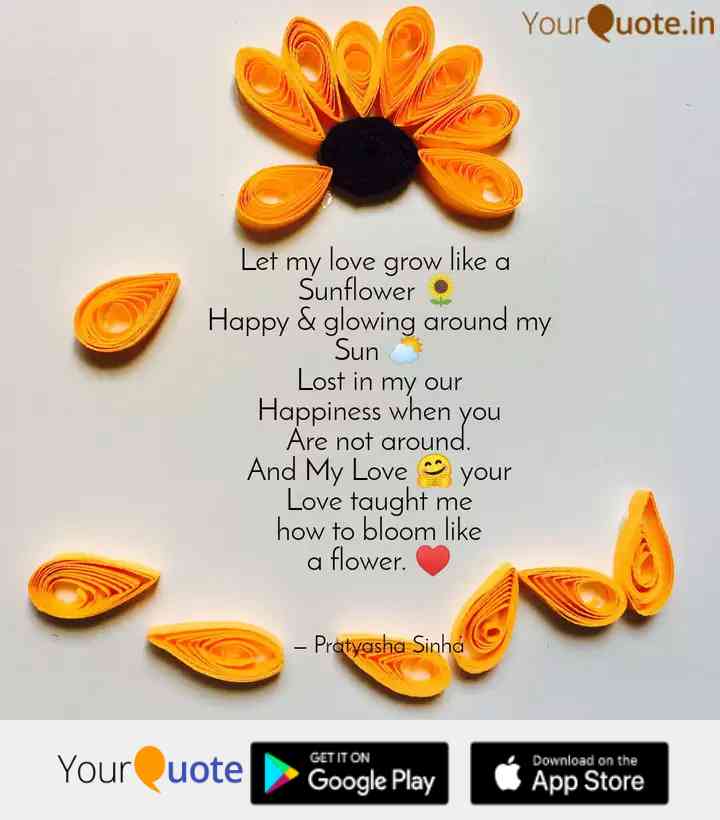 YourQuote.in
Let my love grow like a
Sunflower 🌻
Happy & glowing around my
Sun 🌤️
Lost in my our
Happiness when you
Are not around.
And My Love 🤗 your
Love taught me
how to bloom like
a flower. ❤️
– Pratyasha Sinha
YourQuote
GET IT ON
Google Play
Download on the
App Store